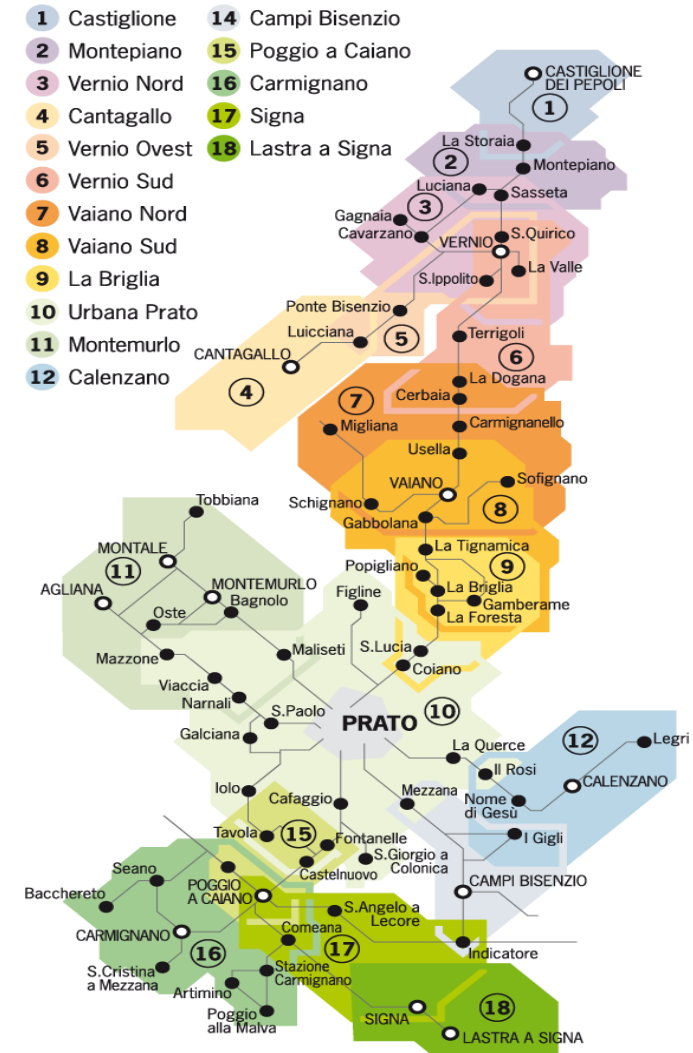 1 Castiglione
2 Montepiano
3 Vernio Nord
4 Cantagallo
5 Vernio Ovest
6 Vernio Sud
7 Vaiano Nord
8 Vaiano Sud
9 La Briglia
10 Urbana Prato
11 Montemurlo
12 Calenzano
14 Campi Bisenzio
15 Poggio a Caiano
16 Carmignano
17 Signa
18 Lastra a Signa
CASTIGLIONE
DEI PEPOLI
1
La Storaia
2
Montepiano
Luciana
Sasseta
3
Gagnaia
Cavarzano
S.Quirico
VERNIO
La Valle
S.Ippolito
Ponte Bisenzio
Luicciana
5
Terrigoli
CANTAGALLO
6
4
La Dogana
Cerbaia
7
Migliana
Carmignanello
Usella
VAIANO
Sofignano
Schignano
8
Gabbolana
Tobbiana
MONTALE
La Tignamica
11
Popigliano
9
AGLIANA
MONTEMURLO
La Briglia
Bagnolo
Figline
Gamberame
Oste
La Foresta
Mazzone
Maliseti
S.Lucia
Coiano
Viaccia
Narnali
S.Paolo
PRATO
10
Galciana
La Querce
12
Legri
Il Rosi
CALENZANO
Iolo
Cafaggio
Mezzana
Nome
di Gesù
Tavola
15
Fontanelle
I Gigli
S.Giorgio a
Colonica
Castelnuovo
Seano
POGGIO
A CAIANO
CAMPI BISENZIO
Bacchereto
S.Angelo a
Lecore
CARMIGNANO
Comeana
16
17
Indicatore
S.Cristina
a Mezzana
Stazione
Carmignano
Artimino
Poggio
alla Malva
SIGNA
18
LASTRA A SIGNA